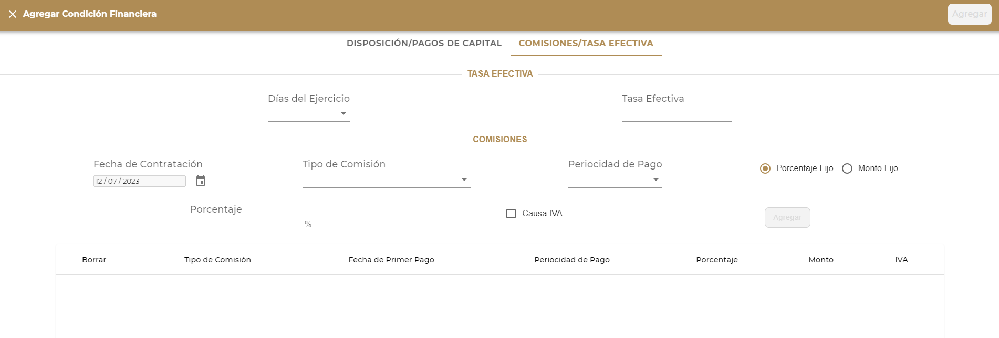 Agregar Condición Financiera
Agregar
DISPOSICIÓN/PAGOS DE CAPITAL
COMISIONES/TASA EFECTIVA
TASA EFECTIVA
Días del Ejercicio
Tasa Efectiva
COMISIONES
Fecha de Contratación
Tipo de Comisión
Periocidad de Pago
Porcentaje Fijo
Monto Fijo
12 / 07 / 2023
Porcentaje
%
Causa IVA
Agregar
Borrar
Tipo de Comisión
Fecha de Primer Pago
Periocidad de Pago
Porcentaje
Monto
IVA